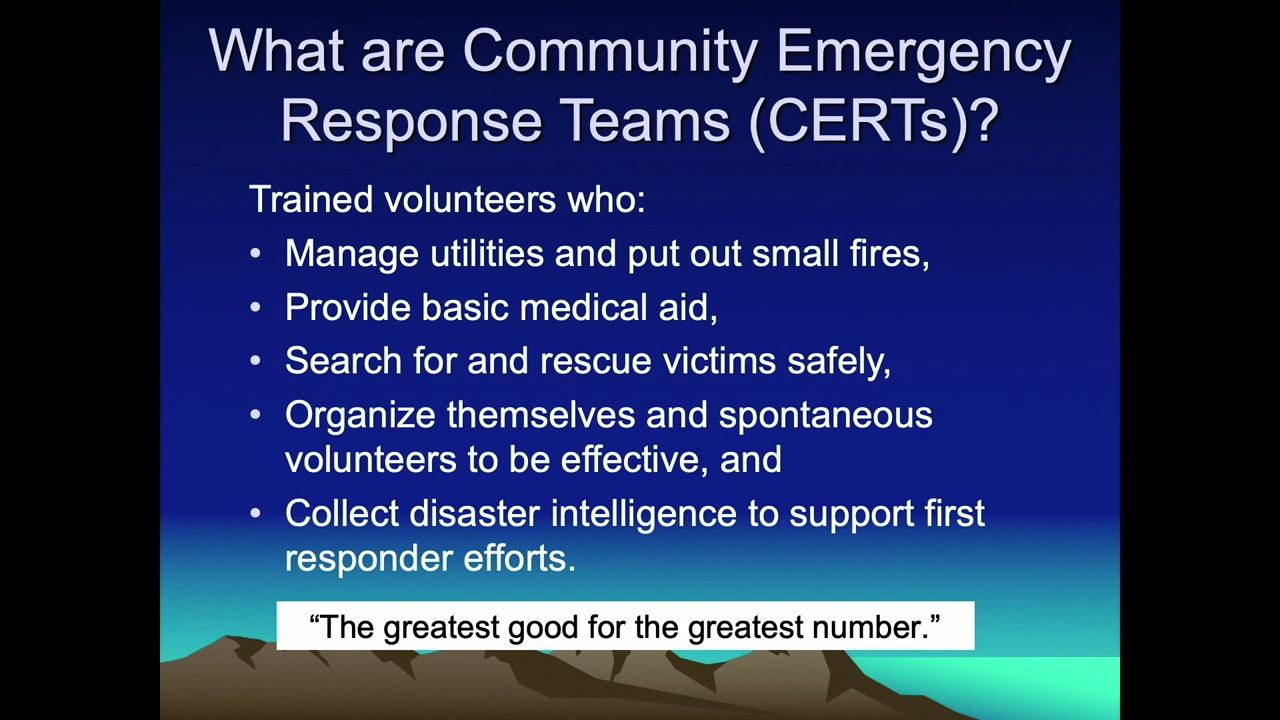 What are Community Emergency
Response Teams (CERTs)?
Trained volunteers who:
• Manage utilities and put out small fires,
• Provide basic medical aid,
• Search for and rescue victims safely,
• Organize themselves and spontaneous
volunteers to be effective, and
• Collect disaster intelligence to support first
responder efforts.
“The greatest good for the greatest number.”